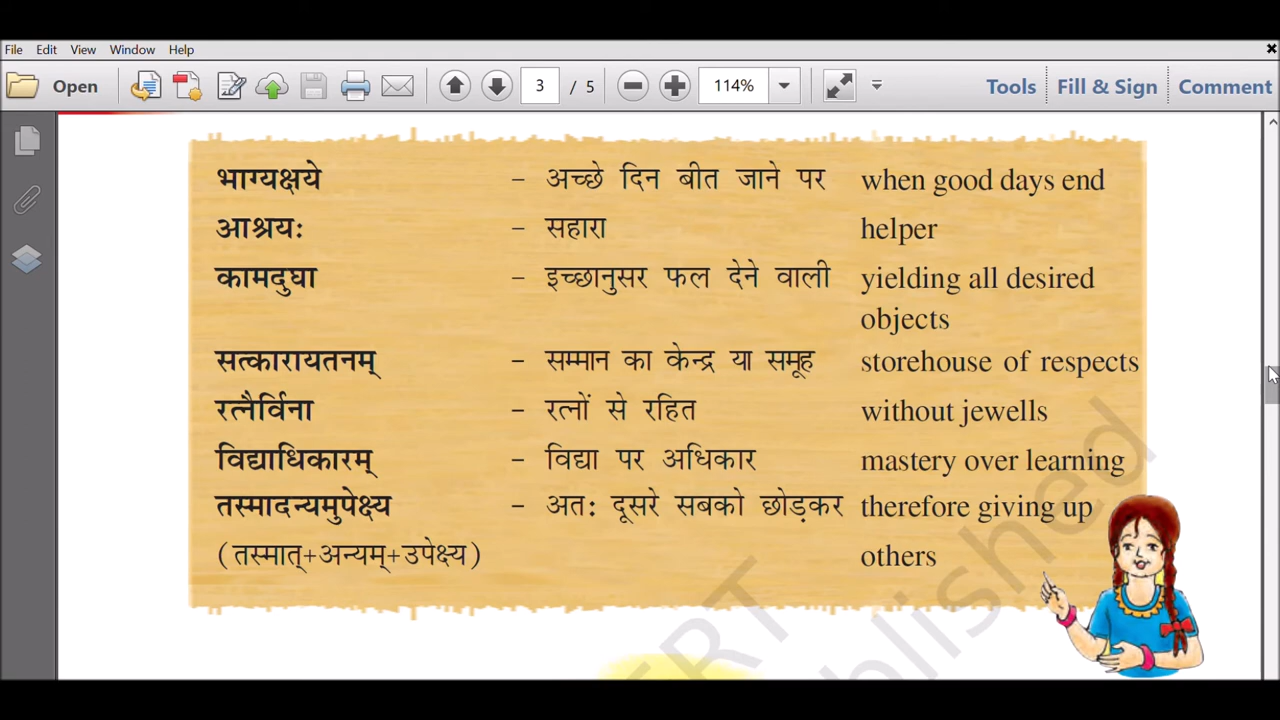 File Edit View Window Help
Open 3 / 5 114% Tools Fill & Sign Comment
भाग्यक्षये - अच्छे दिन बीत जाने पर when good days end
आश्रयः - सहारा helper
कामदुघा - इच्छानुसर फल देने वाली yielding all desired
objects
सत्कारायतनम् - सम्मान का केन्द्र या समूह storehouse of respects
रत्नैर्विना - रत्नों से रहित without jewells
विद्याधिकारम् - विद्या पर अधिकार mastery over learning
तस्मादन्यमुपेक्ष्य - अतः दूसरे सबको छोड़कर therefore giving up
(तस्मात्+अन्यम्+उपेक्ष्य) others